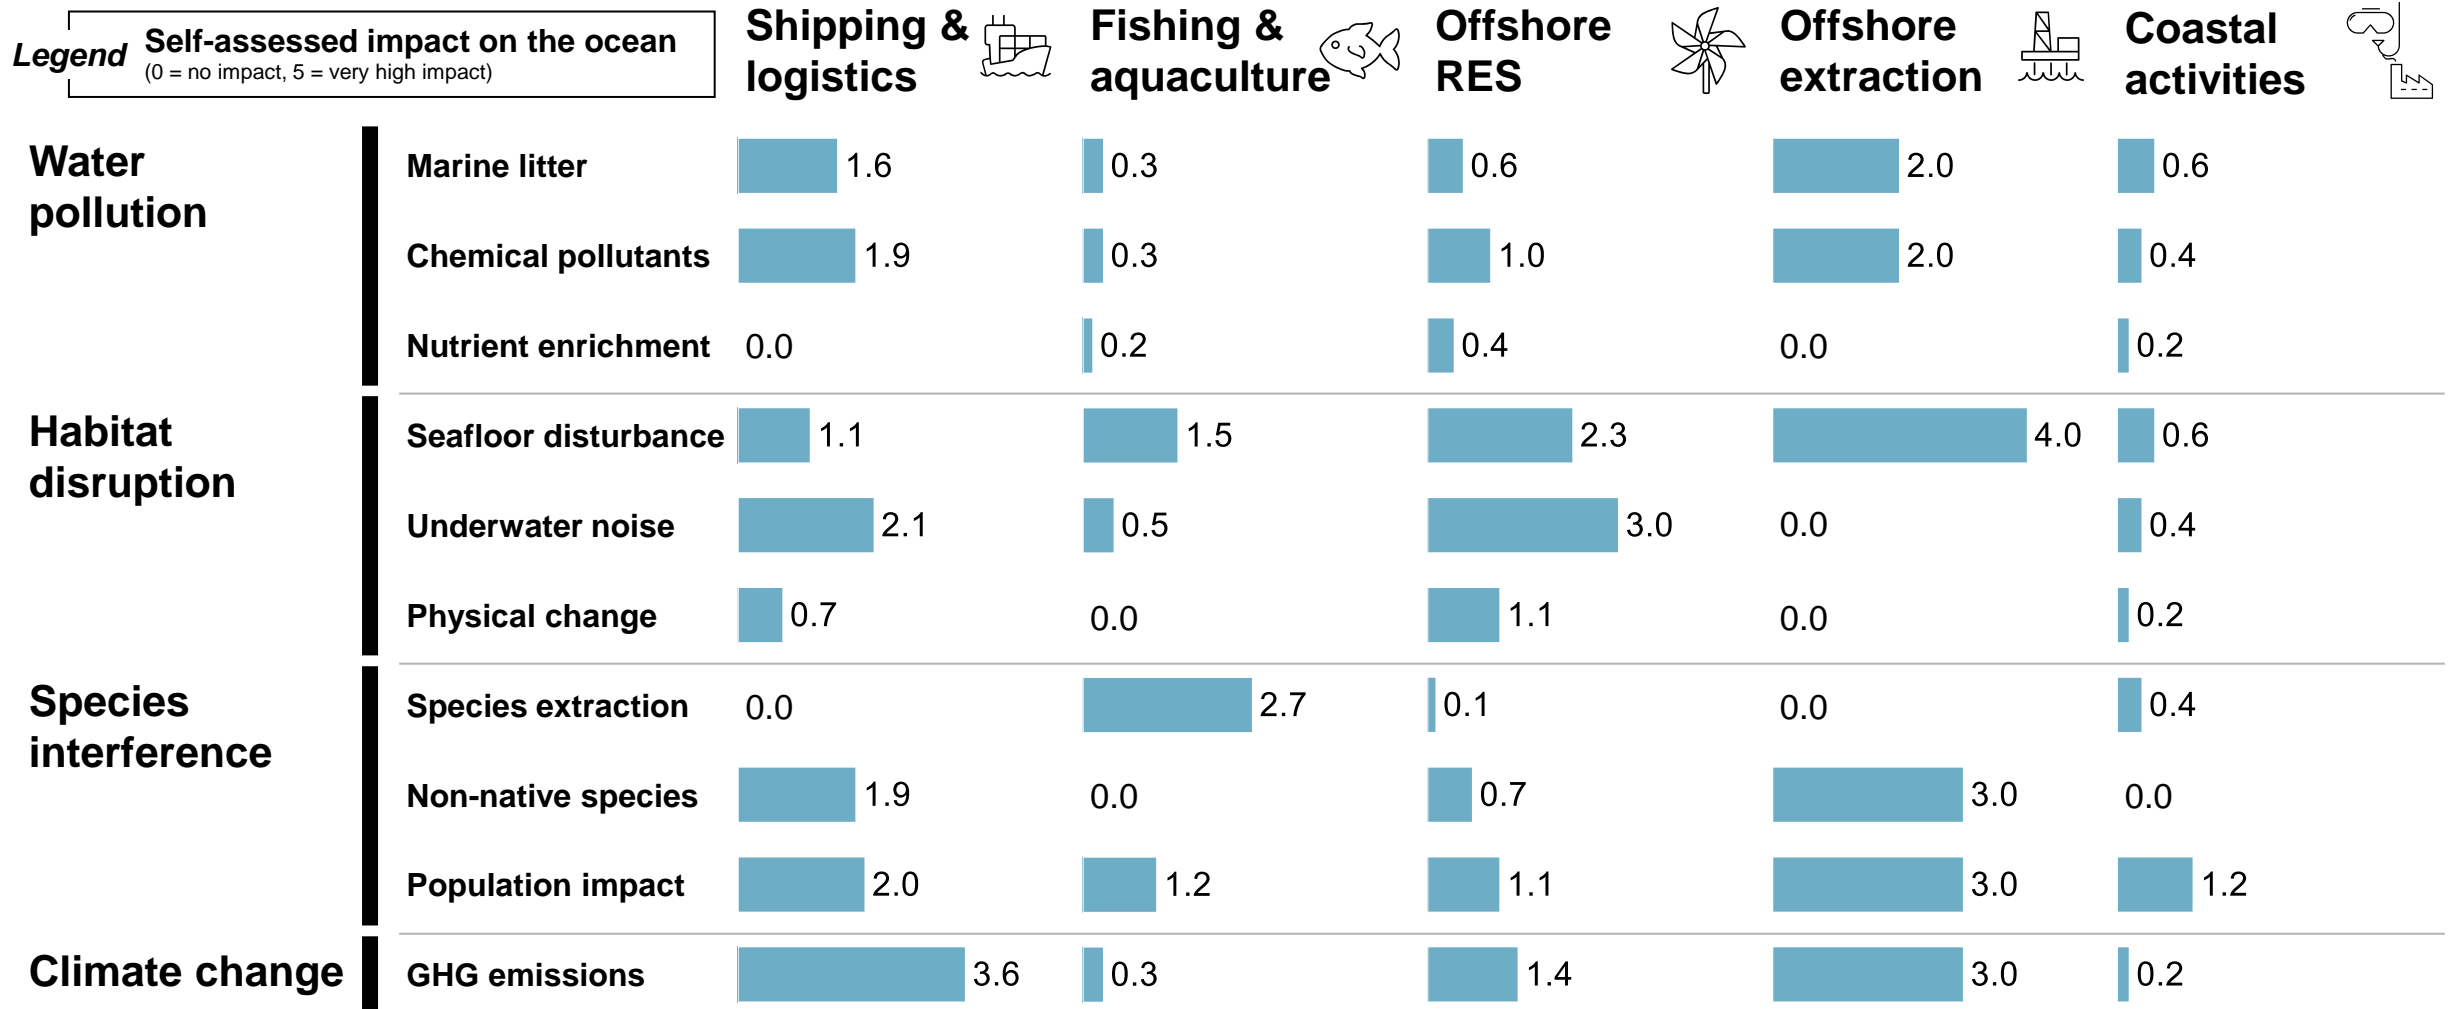 Legend
Self-assessed impact on the ocean
(0 = no impact, 5 = very high impact)
Shipping &
logistics
Fishing &
aquaculture
Offshore
RES
Offshore
extraction
Coastal
activities
Water
pollution
Marine litter 1.6 0.3 0.6 2.0 0.6
Chemical pollutants 1.9 0.3 1.0 2.0 0.4
Nutrient enrichment 0.0 0.2 0.4 0.0 0.2
Habitat
disruption
Seafloor disturbance 1.1 1.5 2.3 4.0 0.6
Underwater noise 2.1 0.5 3.0 0.0 0.4
Physical change 0.7 0.0 1.1 0.0 0.2
Species
interference
Species extraction 0.0 2.7 0.1 0.0 0.4
Non-native species 1.9 0.0 0.7 3.0 0.0
Population impact 2.0 1.2 1.1 3.0 1.2
Climate change
GHG emissions 3.6 0.3 1.4 3.0 0.2